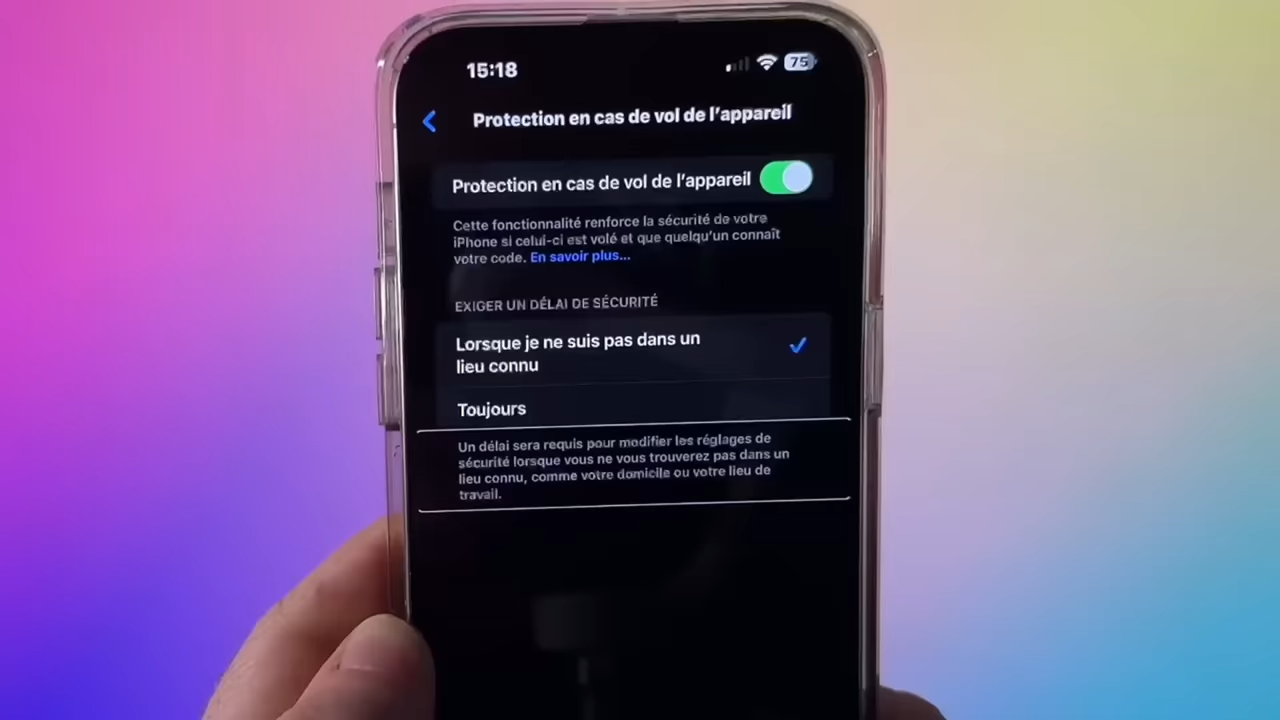 15:18
75
Protection en cas de vol de l'appareil
Protection en cas de vol de l'appareil
Cette fonctionnalité renforce la sécurité de votre
iPhone si celui-ci est volé et que quelqu'un connaît
votre code. En savoir plus...
EXIGER UN DÉLAI DE SÉCURITÉ
Lorsque je ne suis pas dans un
lieu connu
Toujours
Un délai sera requis pour modifier les réglages de
sécurité lorsque vous ne vous trouverez pas dans un
lieu connu, comme votre domicile ou votre lieu de
travail.